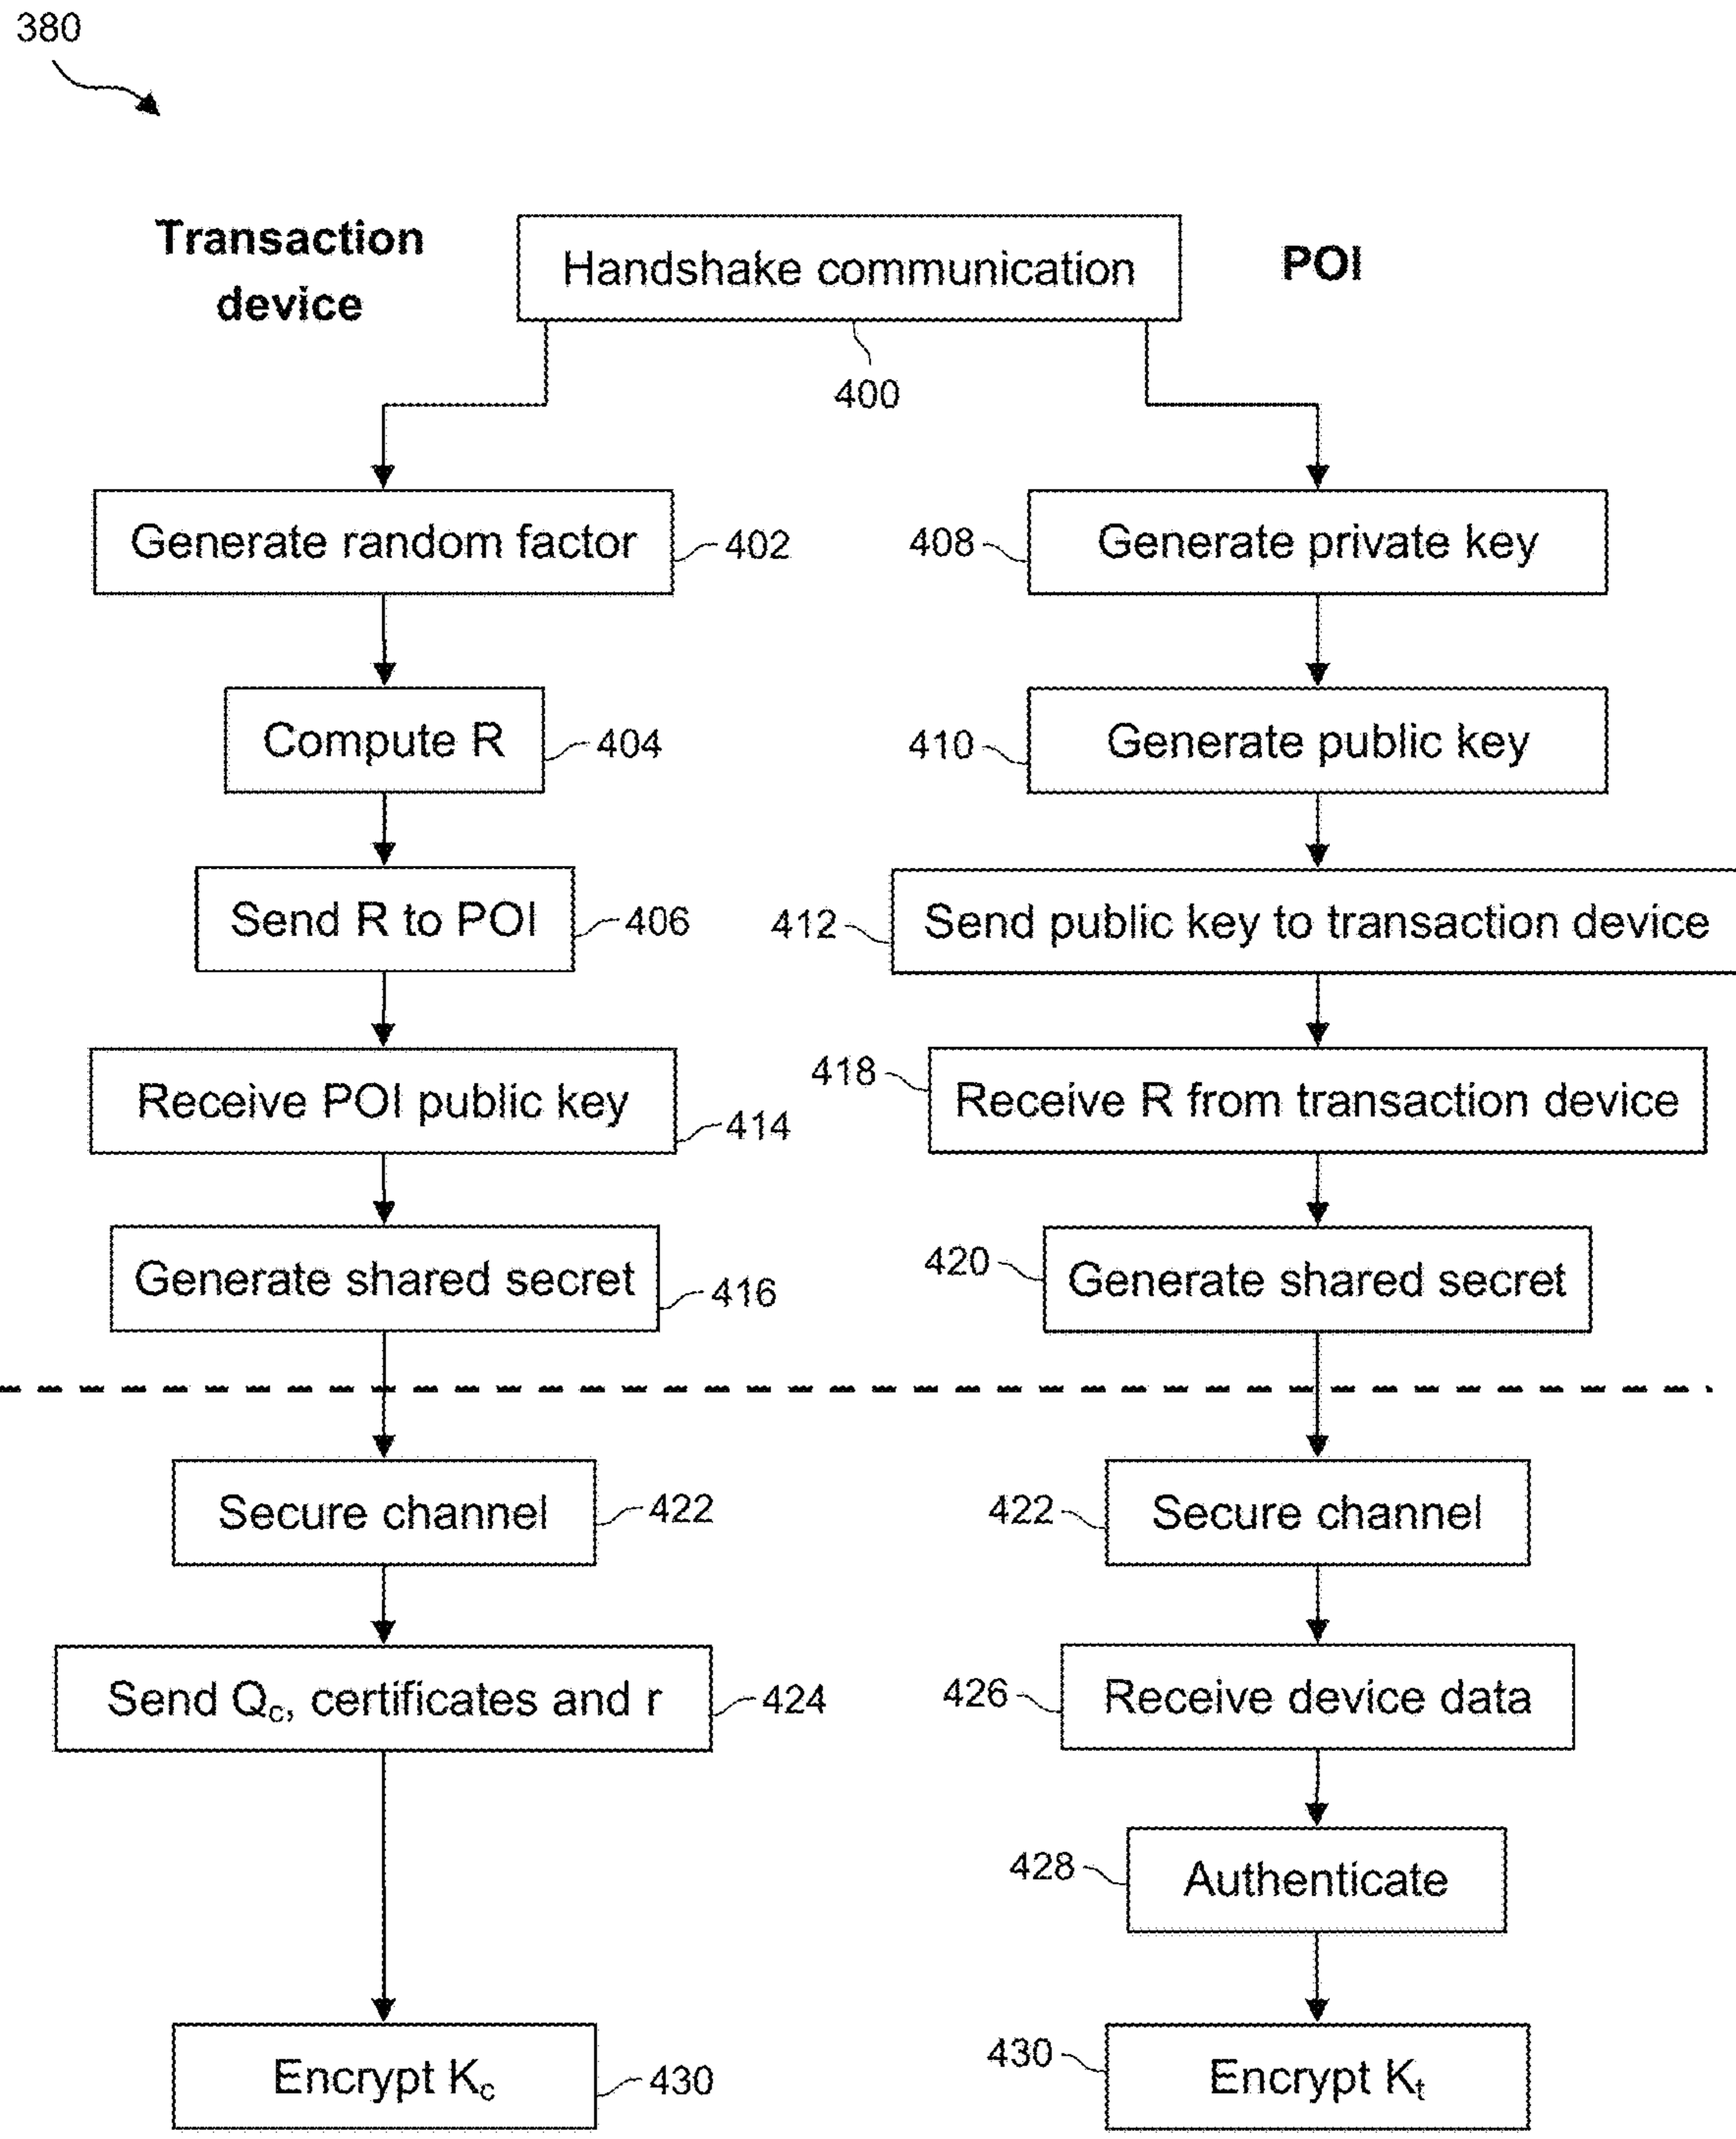 380
Transaction
device
Handshake communication
POI
400
Generate random factor
402
408
Generate private key
Compute R
404
410
Generate public key
Send R to POI
406
412
Send public key to transaction device
Receive POI public key
414
418
Receive R from transaction device
Generate shared secret
416
420
Generate shared secret
Secure channel
422
422
Secure channel
Send Qc, certificates and r
424
426
Receive device data
428
Authenticate
Encrypt Kc
430
430
Encrypt Kt